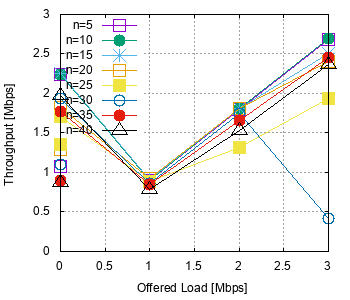 3
2.5
2
1.5
1
0.5
0
Throughput [Mbps]
n=5
n=10
n=15
n=20
n=25
n=30
n=35
n=40
0
0.5
1
1.5
2
2.5
3
Offered Load [Mbps]